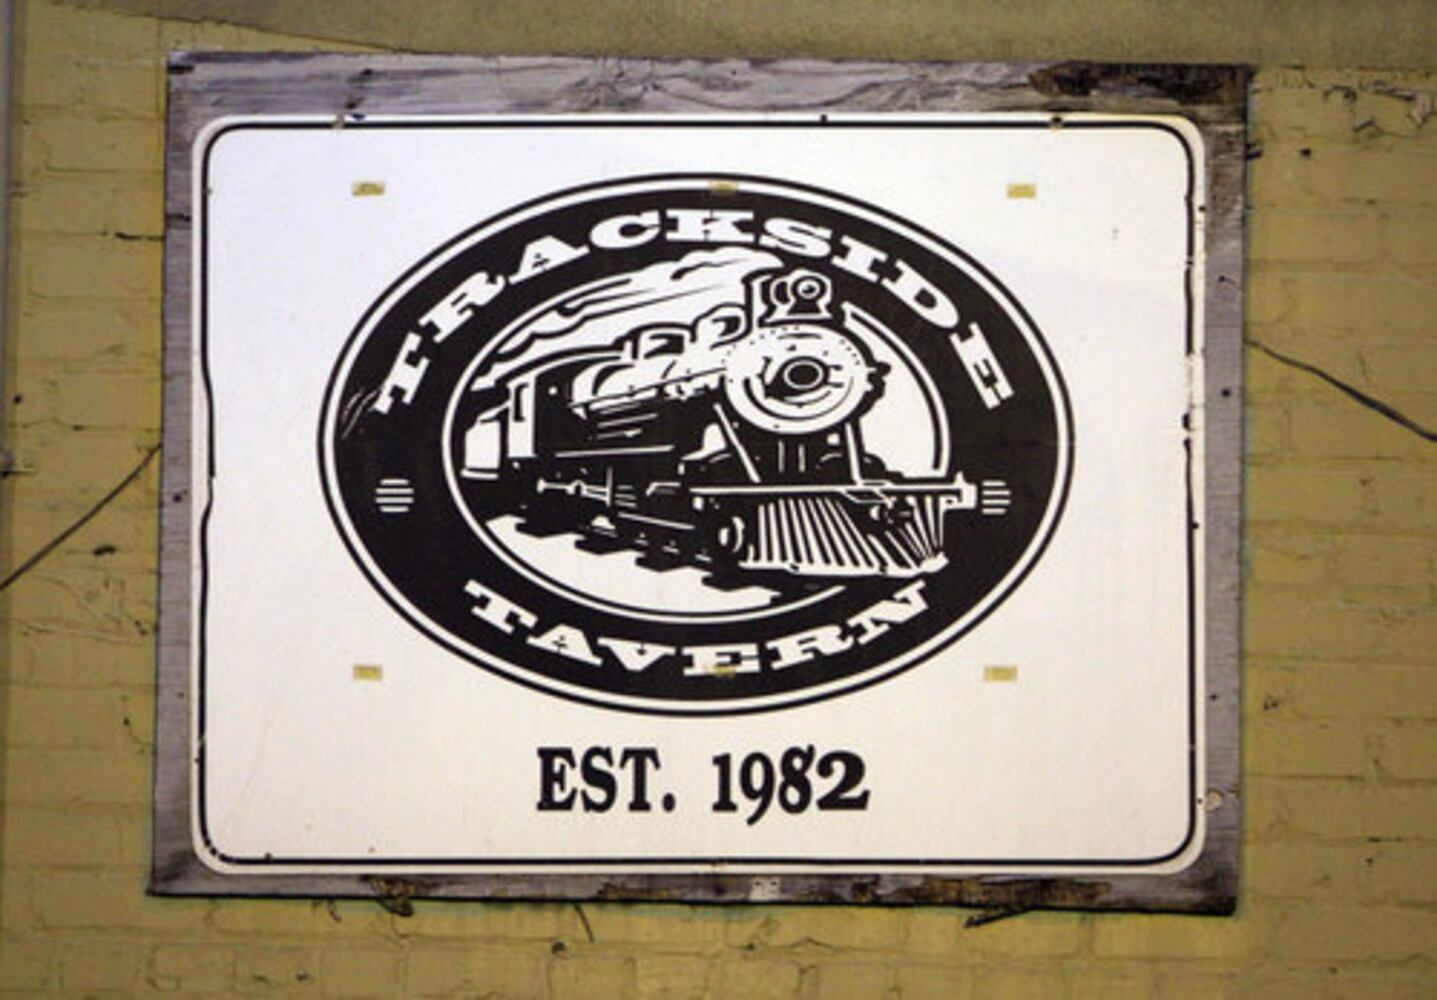 TRACKSIDE
TAVERN
EST. 1982